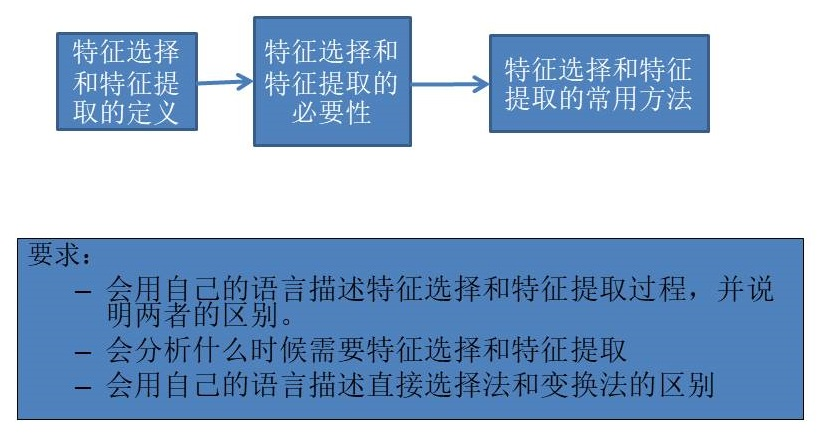 特征选择
和特征提
取的定义
特征选择和
特征提取的
必要性
特征选择和特征
提取的常用方法
要求：
– 会用自己的语言描述特征选择和特征提取过程，并说
明两者的区别。
– 会分析什么时候需要特征选择和特征提取
– 会用自己的语言描述直接选择法和变换法的区别